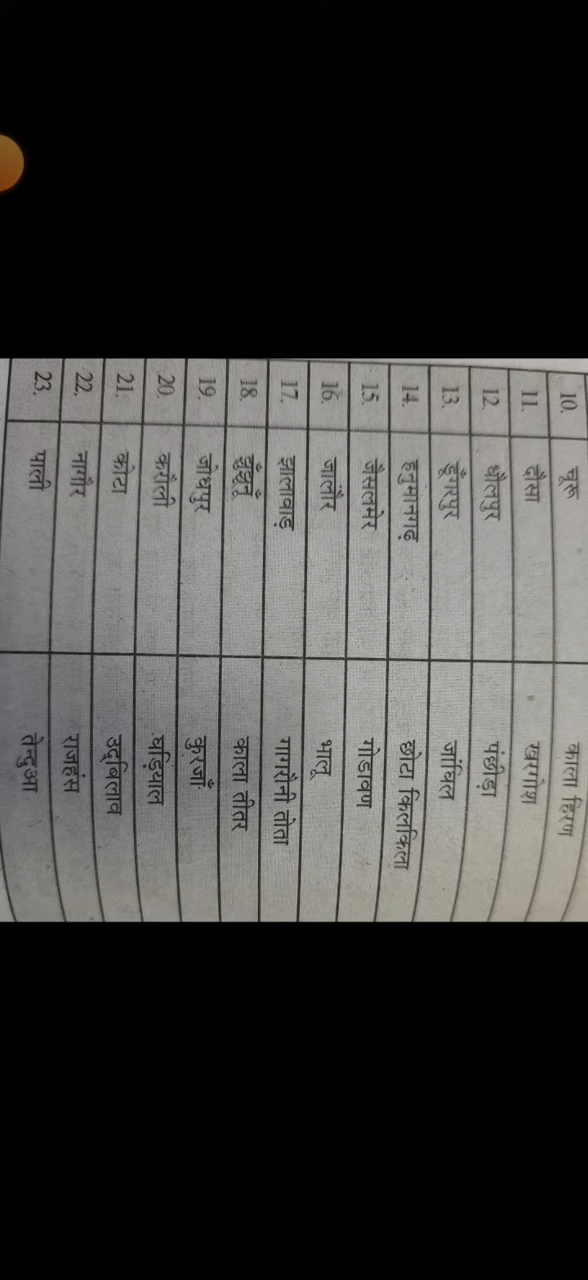 10. चूरू काला हिरण
11. दौसा खरगोश
12. धौलपुर पंछीड़ा
13. डूँगरपुर जांघिल
14. हनुमानगढ़ छोटा किलकिला
15. जैसलमेर गोडावण
16. जालौर भालू
17. झालावाड़ गागरौनी तोता
18. झुँझुनूँ काला तीतर
19. जोधपुर कुरजाँ
20. करौली घड़ियाल
21. कोटा उदबिलाव
22. नागौर राजहंस
23. पाली तेन्दुआ